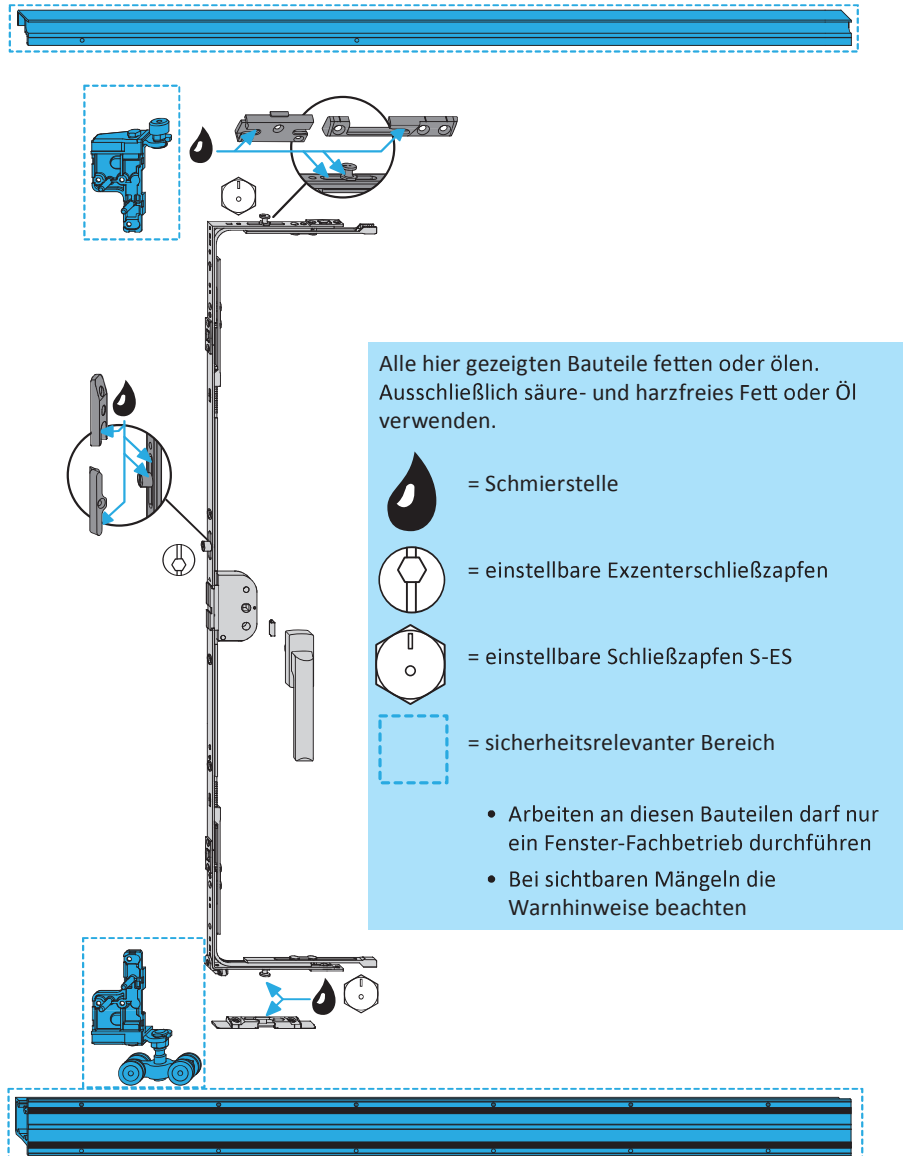 Alle hier gezeigten Bauteile fetten oder ölen.
Ausschließlich säure- und harzfreies Fett oder Öl
verwenden.
= Schmierstelle
= einstellbare Exzenterschließzapfen
= einstellbare Schließzapfen S-ES
= sicherheitsrelevanter Bereich
• Arbeiten an diesen Bauteilen darf nur
ein Fenster-Fachbetrieb durchführen
• Bei sichtbaren Mängeln die
Warnhinweise beachten